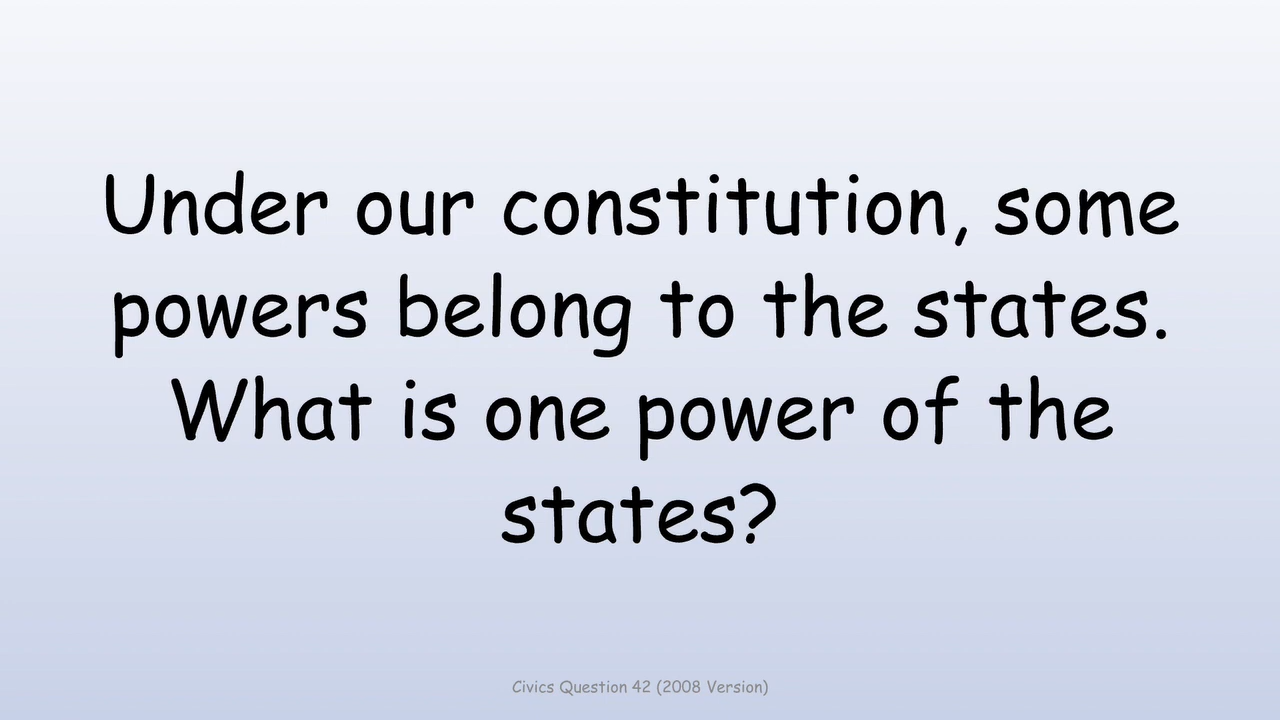 Under our constitution, some
powers belong to the states.
What is one power of the
states?
Civics Question 42 (2008 Version)